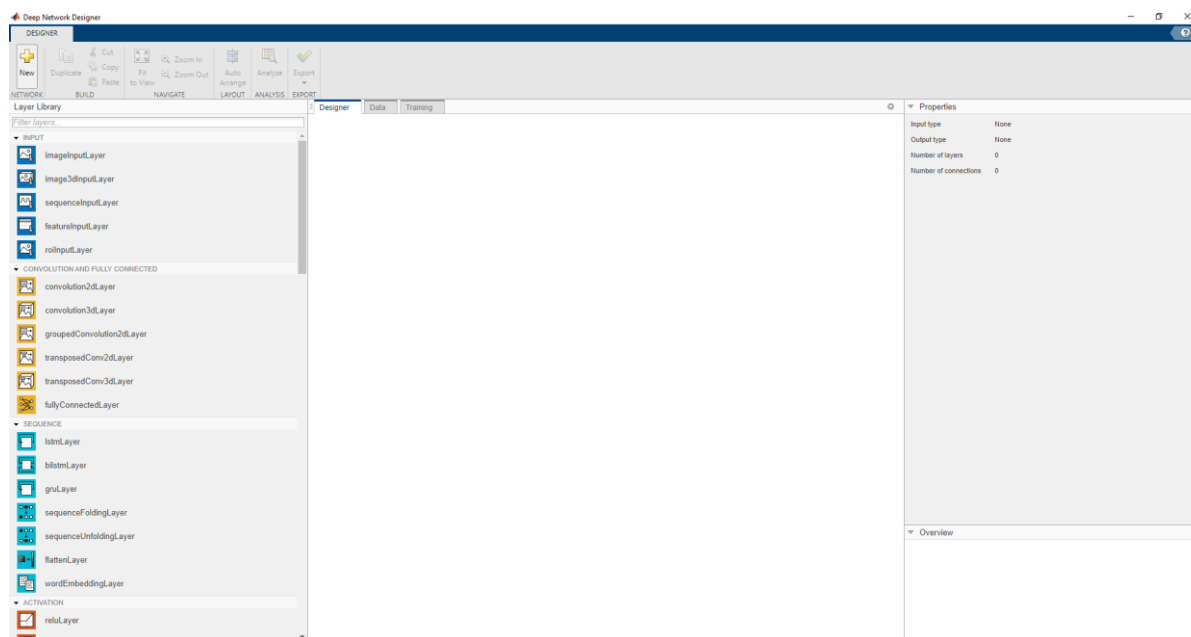 Deep Network Designer
DESIGNER
New
Duplicate
Cut
Copy
Paste
Fit to View
Zoom In
Zoom Out
Auto Arrange
Analyze
Export
NETWORK BUILD NAVIGATE LAYOUT ANALYSIS EXPORT
Layer Library
Filter layers...
INPUT
imageInputLayer
image3dInputLayer
sequenceInputLayer
featureInputLayer
roiInputLayer
CONVOLUTION AND FULLY CONNECTED
convolution2dLayer
convolution3dLayer
groupedConvolution2dLayer
transposedConv2dLayer
transposedConv3dLayer
fullyConnectedLayer
SEQUENCE
lstmLayer
bilstmLayer
gruLayer
sequenceFoldingLayer
sequenceUnfoldingLayer
flattenLayer
wordEmbeddingLayer
ACTIVATION
reluLayer
Designer Data Training
Properties
Input type None
Output type None
Number of layers 0
Number of connections 0
Overview